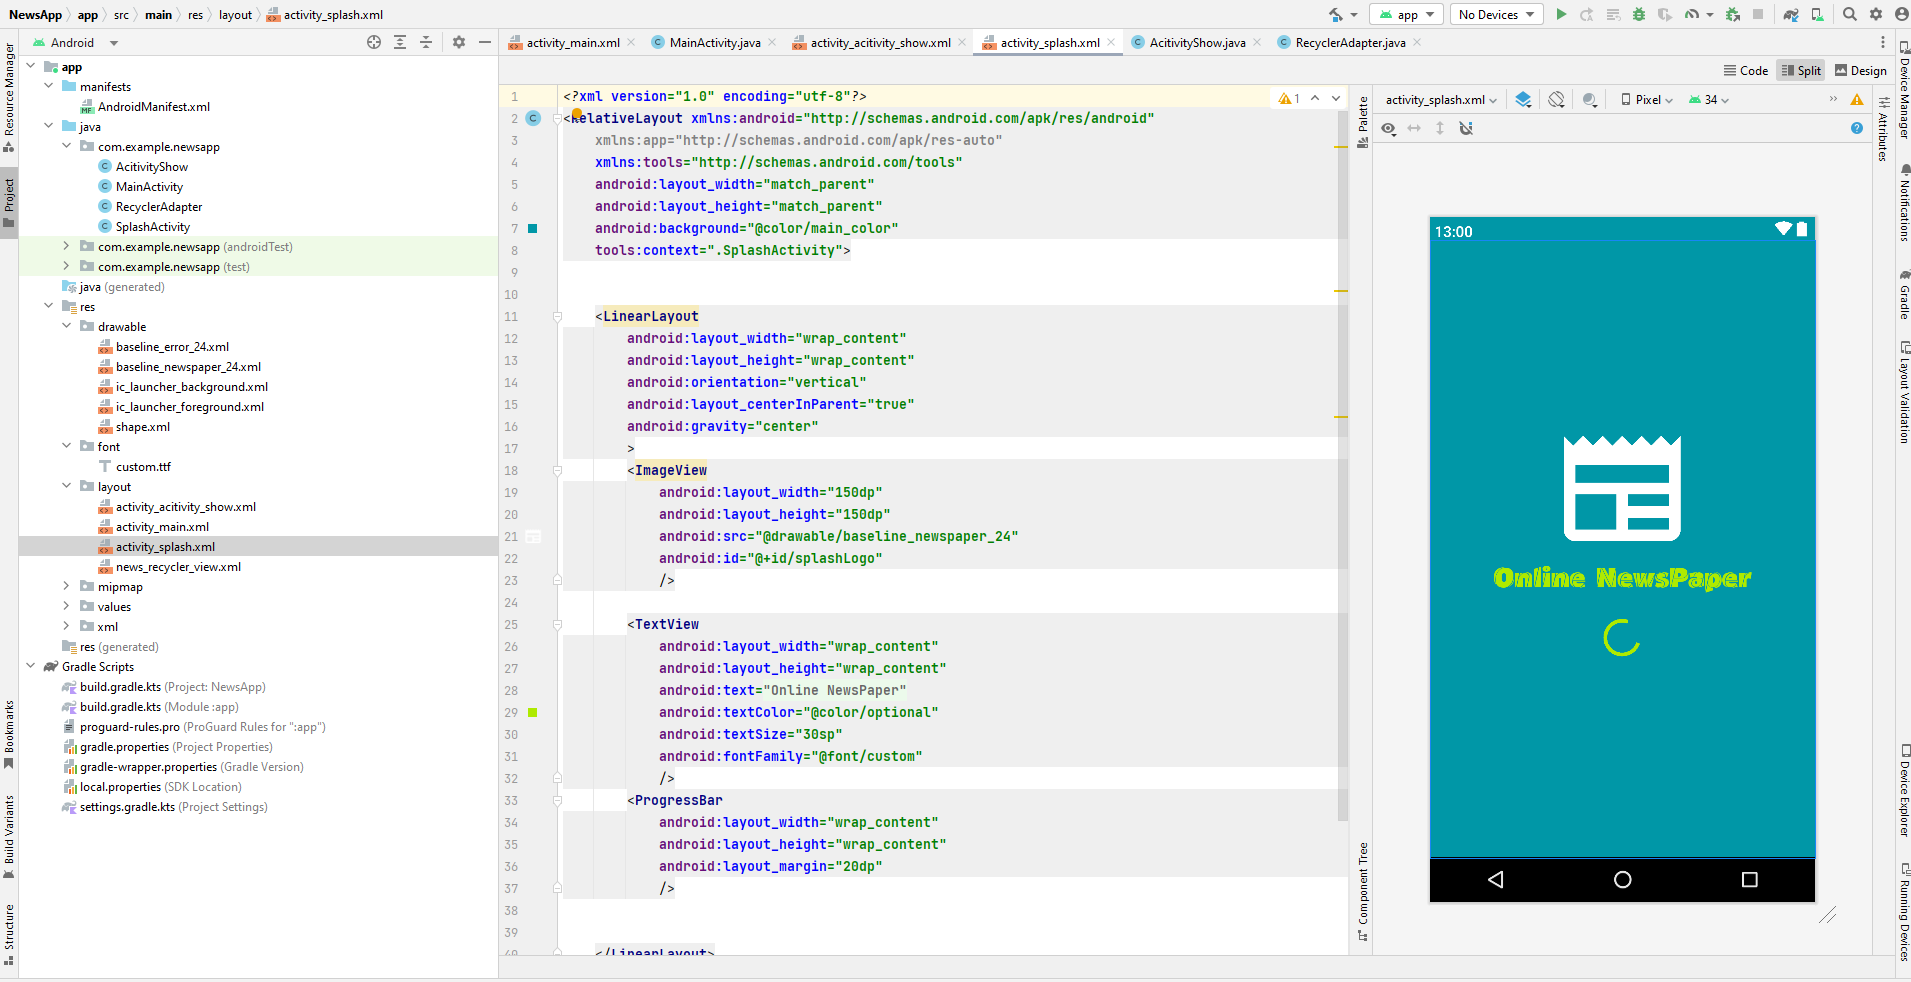 NewsApp app src main res layout activity_splash.xml
app No Devices
Android
activity_main.xml MainActivity.java activity_acitivity_show.xml activity_splash.xml AcitivityShow.java RecyclerAdapter.java
Code Split Design
Resource Manager
Project
Bookmarks
Build Variants
Structure
app
manifests
AndroidManifest.xml
java
com.example.newsapp
AcitivityShow
MainActivity
RecyclerAdapter
SplashActivity
com.example.newsapp (androidTest)
com.example.newsapp (test)
java (generated)
res
drawable
baseline_error_24.xml
baseline_newspaper_24.xml
ic_launcher_background.xml
ic_launcher_foreground.xml
shape.xml
font
custom.ttf
layout
activity_acitivity_show.xml
activity_main.xml
activity_splash.xml
news_recycler_view.xml
mipmap
values
xml
res (generated)
Gradle Scripts
build.gradle.kts (Project: NewsApp)
build.gradle.kts (Module :app)
proguard-rules.pro (ProGuard Rules for ":app")
gradle.properties (Project Properties)
gradle-wrapper.properties (Gradle Version)
local.properties (SDK Location)
settings.gradle.kts (Project Settings)
1 <?xml version="1.0" encoding="utf-8"?>
2 <RelativeLayout xmlns:android="http://schemas.android.com/apk/res/android"
3 xmlns:app="http://schemas.android.com/apk/res-auto"
4 xmlns:tools="http://schemas.android.com/tools"
5 android:layout_width="match_parent"
6 android:layout_height="match_parent"
7 android:background="@color/main_color"
8 tools:context=".SplashActivity">
9
10
11 <LinearLayout
12 android:layout_width="wrap_content"
13 android:layout_height="wrap_content"
14 android:orientation="vertical"
15 android:layout_centerInParent="true"
16 android:gravity="center"
17 >
18 <ImageView
19 android:layout_width="150dp"
20 android:layout_height="150dp"
21 android:src="@drawable/baseline_newspaper_24"
22 android:id="@+id/splashLogo"
23 />
24
25 <TextView
26 android:layout_width="wrap_content"
27 android:layout_height="wrap_content"
28 android:text="Online NewsPaper"
29 android:textColor="@color/optional"
30 android:textSize="30sp"
31 android:fontFamily="@font/custom"
32 />
33 <ProgressBar
34 android:layout_width="wrap_content"
35 android:layout_height="wrap_content"
36 android:layout_margin="20dp"
37 />
38
39
40 </LinearLayout>
1
Palette
Component Tree
activity_splash.xml Pixel 34
13:00
Online NewsPaper
Attributes
Device Manager
Notifications
Gradle
Layout Validation
Device Explorer
Running Devices